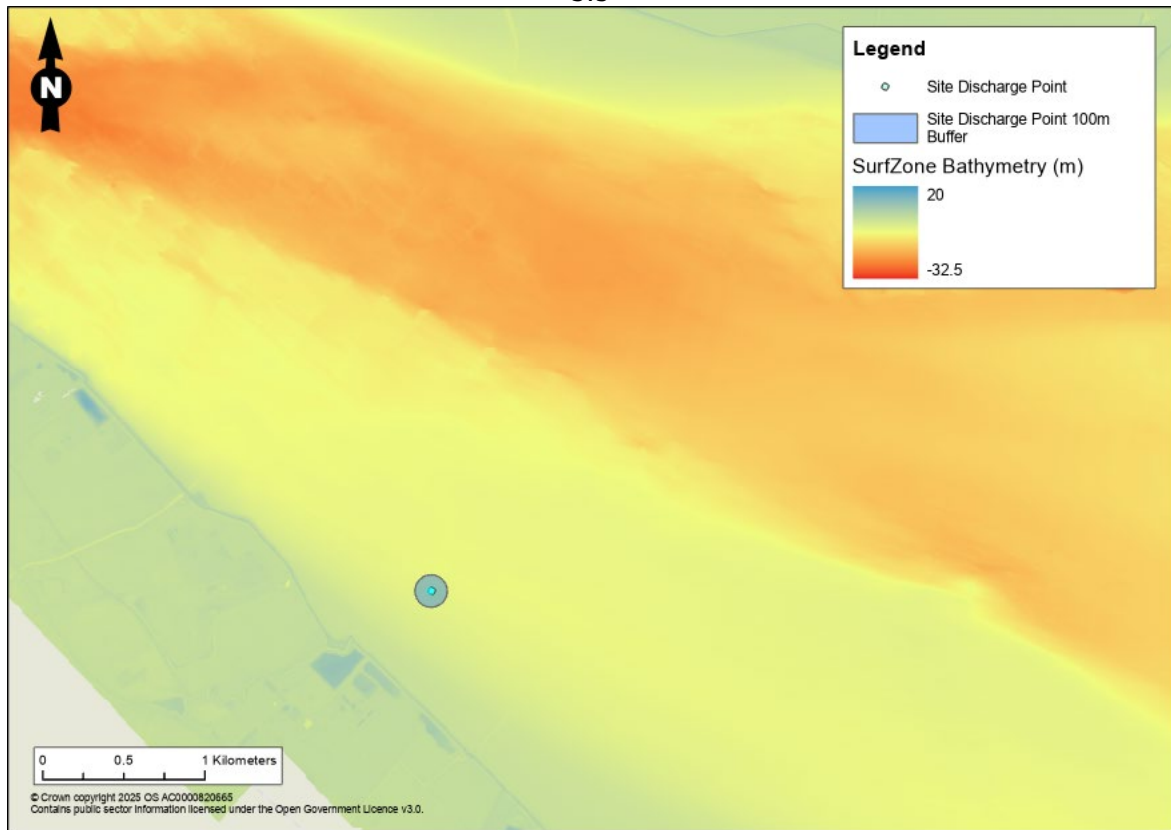 N
Legend
Site Discharge Point
Site Discharge Point 100m
Buffer
SurfZone Bathymetry (m)
20
-32.5
0 0.5 1 Kilometers
© Crown copyright 2025 OS AC0000820665
Contains public sector information licensed under the Open Government Licence v3.0.